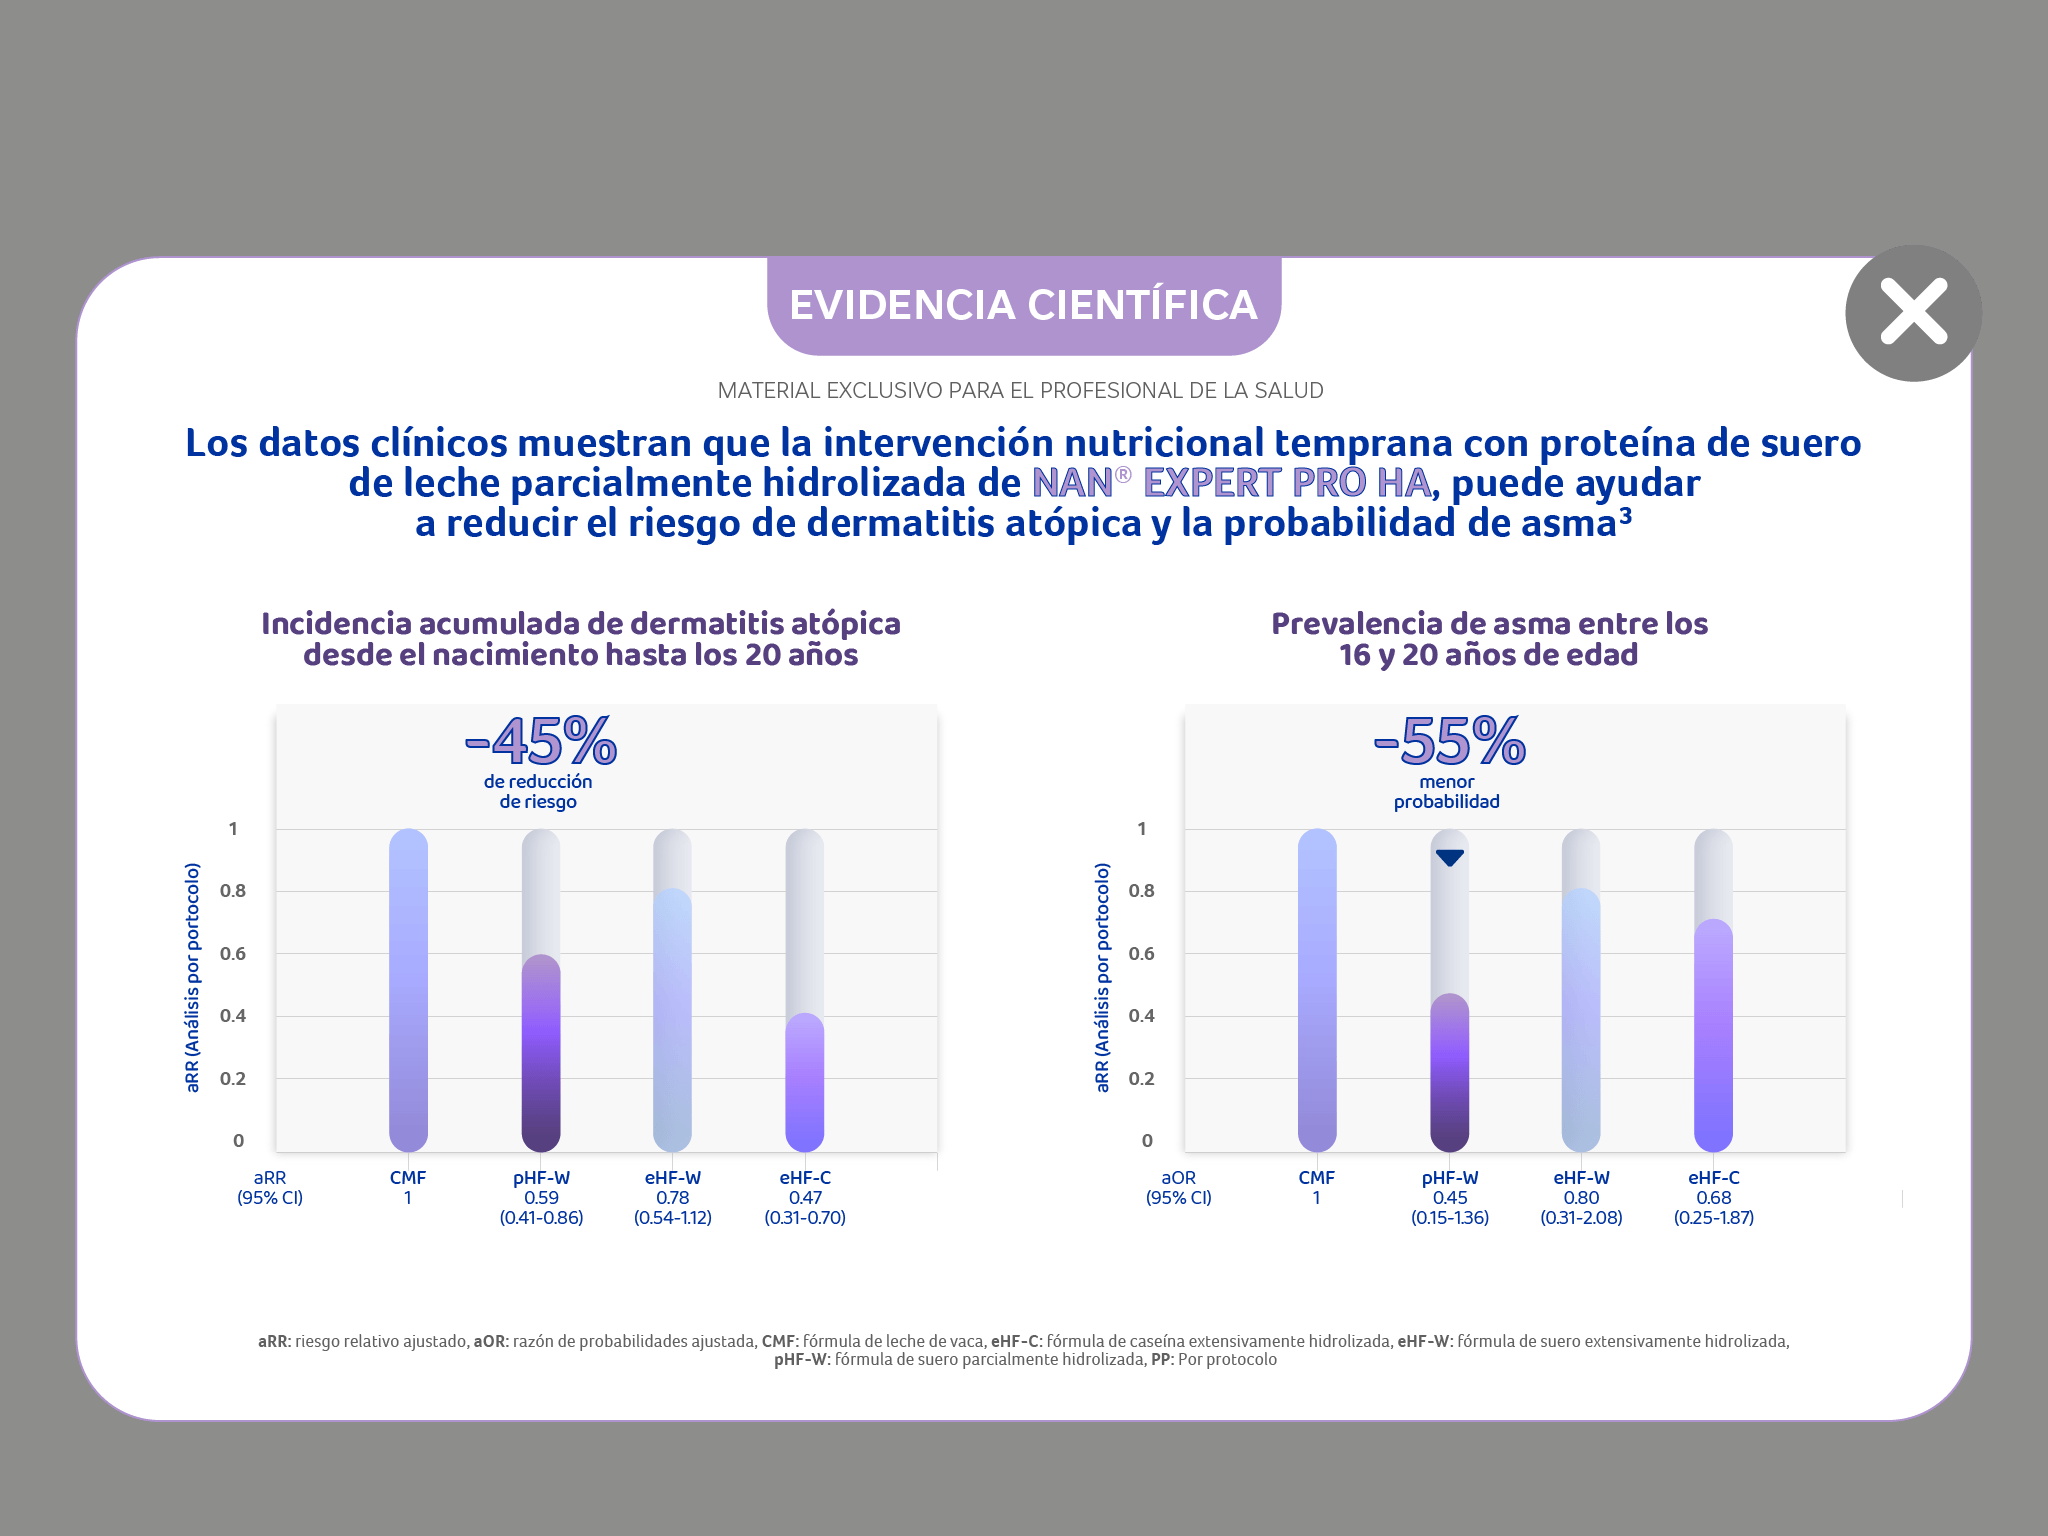 EVIDENCIA CIENTÍFICA
MATERIAL EXCLUSIVO PARA EL PROFESIONAL DE LA SALUD
Los datos clínicos muestran que la intervención nutricional temprana con proteína de suero
de leche parcialmente hidrolizada de NAN® EXPERT PRO HA, puede ayudar
a reducir el riesgo de dermatitis atópica y la probabilidad de asma³
Incidencia acumulada de dermatitis atópica
desde el nacimiento hasta los 20 años
-45%
de reducción
de riesgo
aRR (Análisis por portocolo)
1
0.8
0.6
0.4
0.2
0
aRR CMF pHF-W eHF-W eHF-C
(95% CI) 1 0.59 0.78 0.47
(0.41-0.86) (0.54-1.12) (0.31-0.70)
Prevalencia de asma entre los
16 y 20 años de edad
-55%
menor
probabilidad
aRR (Análisis por portocolo)
1
0.8
0.6
0.4
0.2
0
aOR CMF pHF-W eHF-W eHF-C
(95% CI) 1 0.45 0.80 0.68
(0.15-1.36) (0.31-2.08) (0.25-1.87)
aRR: riesgo relativo ajustado, aOR: razón de probabilidades ajustada, CMF: fórmula de leche de vaca, eHF-C: fórmula de caseína extensivamente hidrolizada, eHF-W: fórmula de suero extensivamente hidrolizada,
pHF-W: fórmula de suero parcialmente hidrolizada, PP: Por protocolo